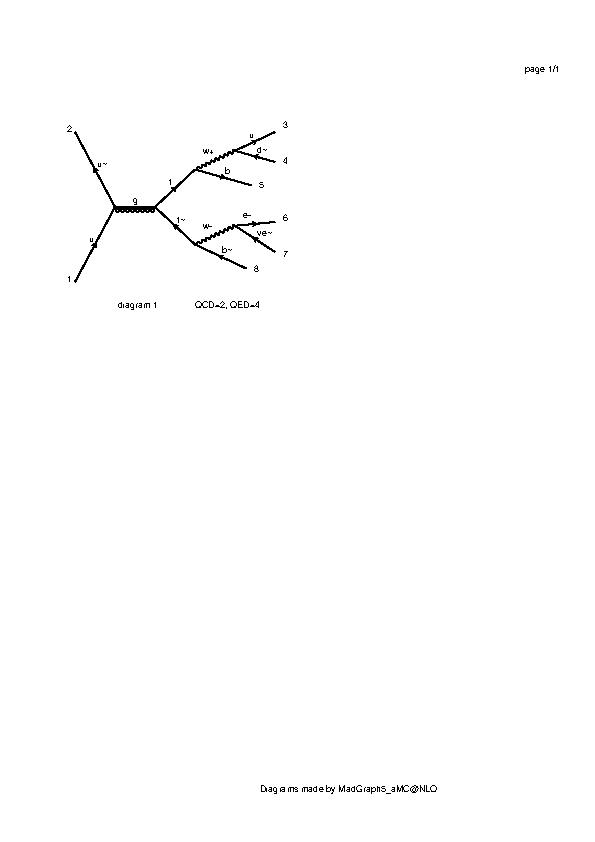 page 1/1
3
u
2
w+
d~
4
u~
b
5
t
g
e-
6
t~
w-
ve~
u
b~
7
8
1
diagram 1 QCD=2, QED=4
Diagrams made by MadGraph5_aMC@NLO